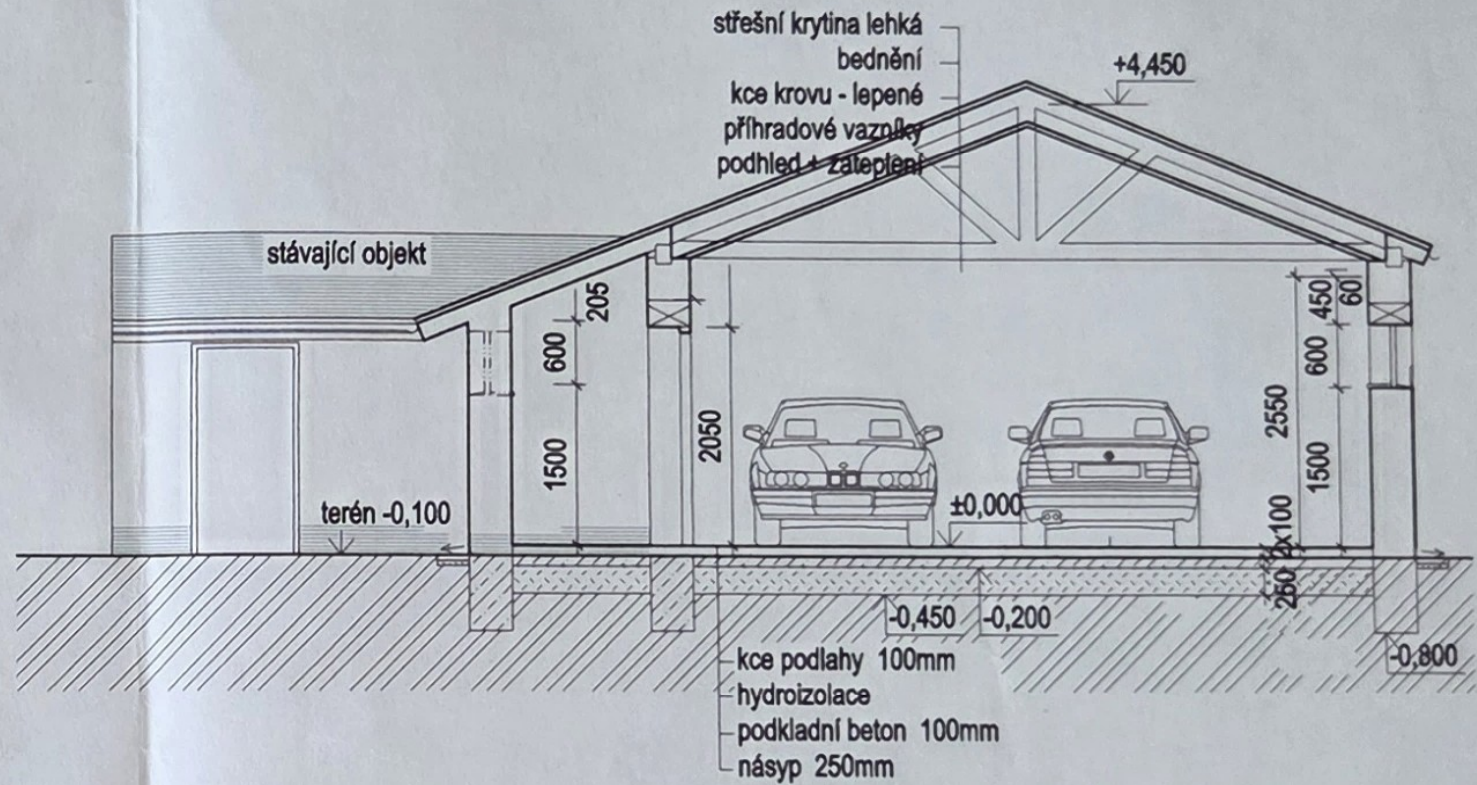 střešní krytina lehká
bednění
kce krovu - lepené
příhradové vazníky
podhled + zateplení
+4,450
stávající objekt
205
600
1500
2050
450
60
600
2550
1500
terén -0,100
±0,000
2x100
250
-0,450
-0,200
-0,800
kce podlahy 100mm
hydroizolace
podkladní beton 100mm
násyp 250mm